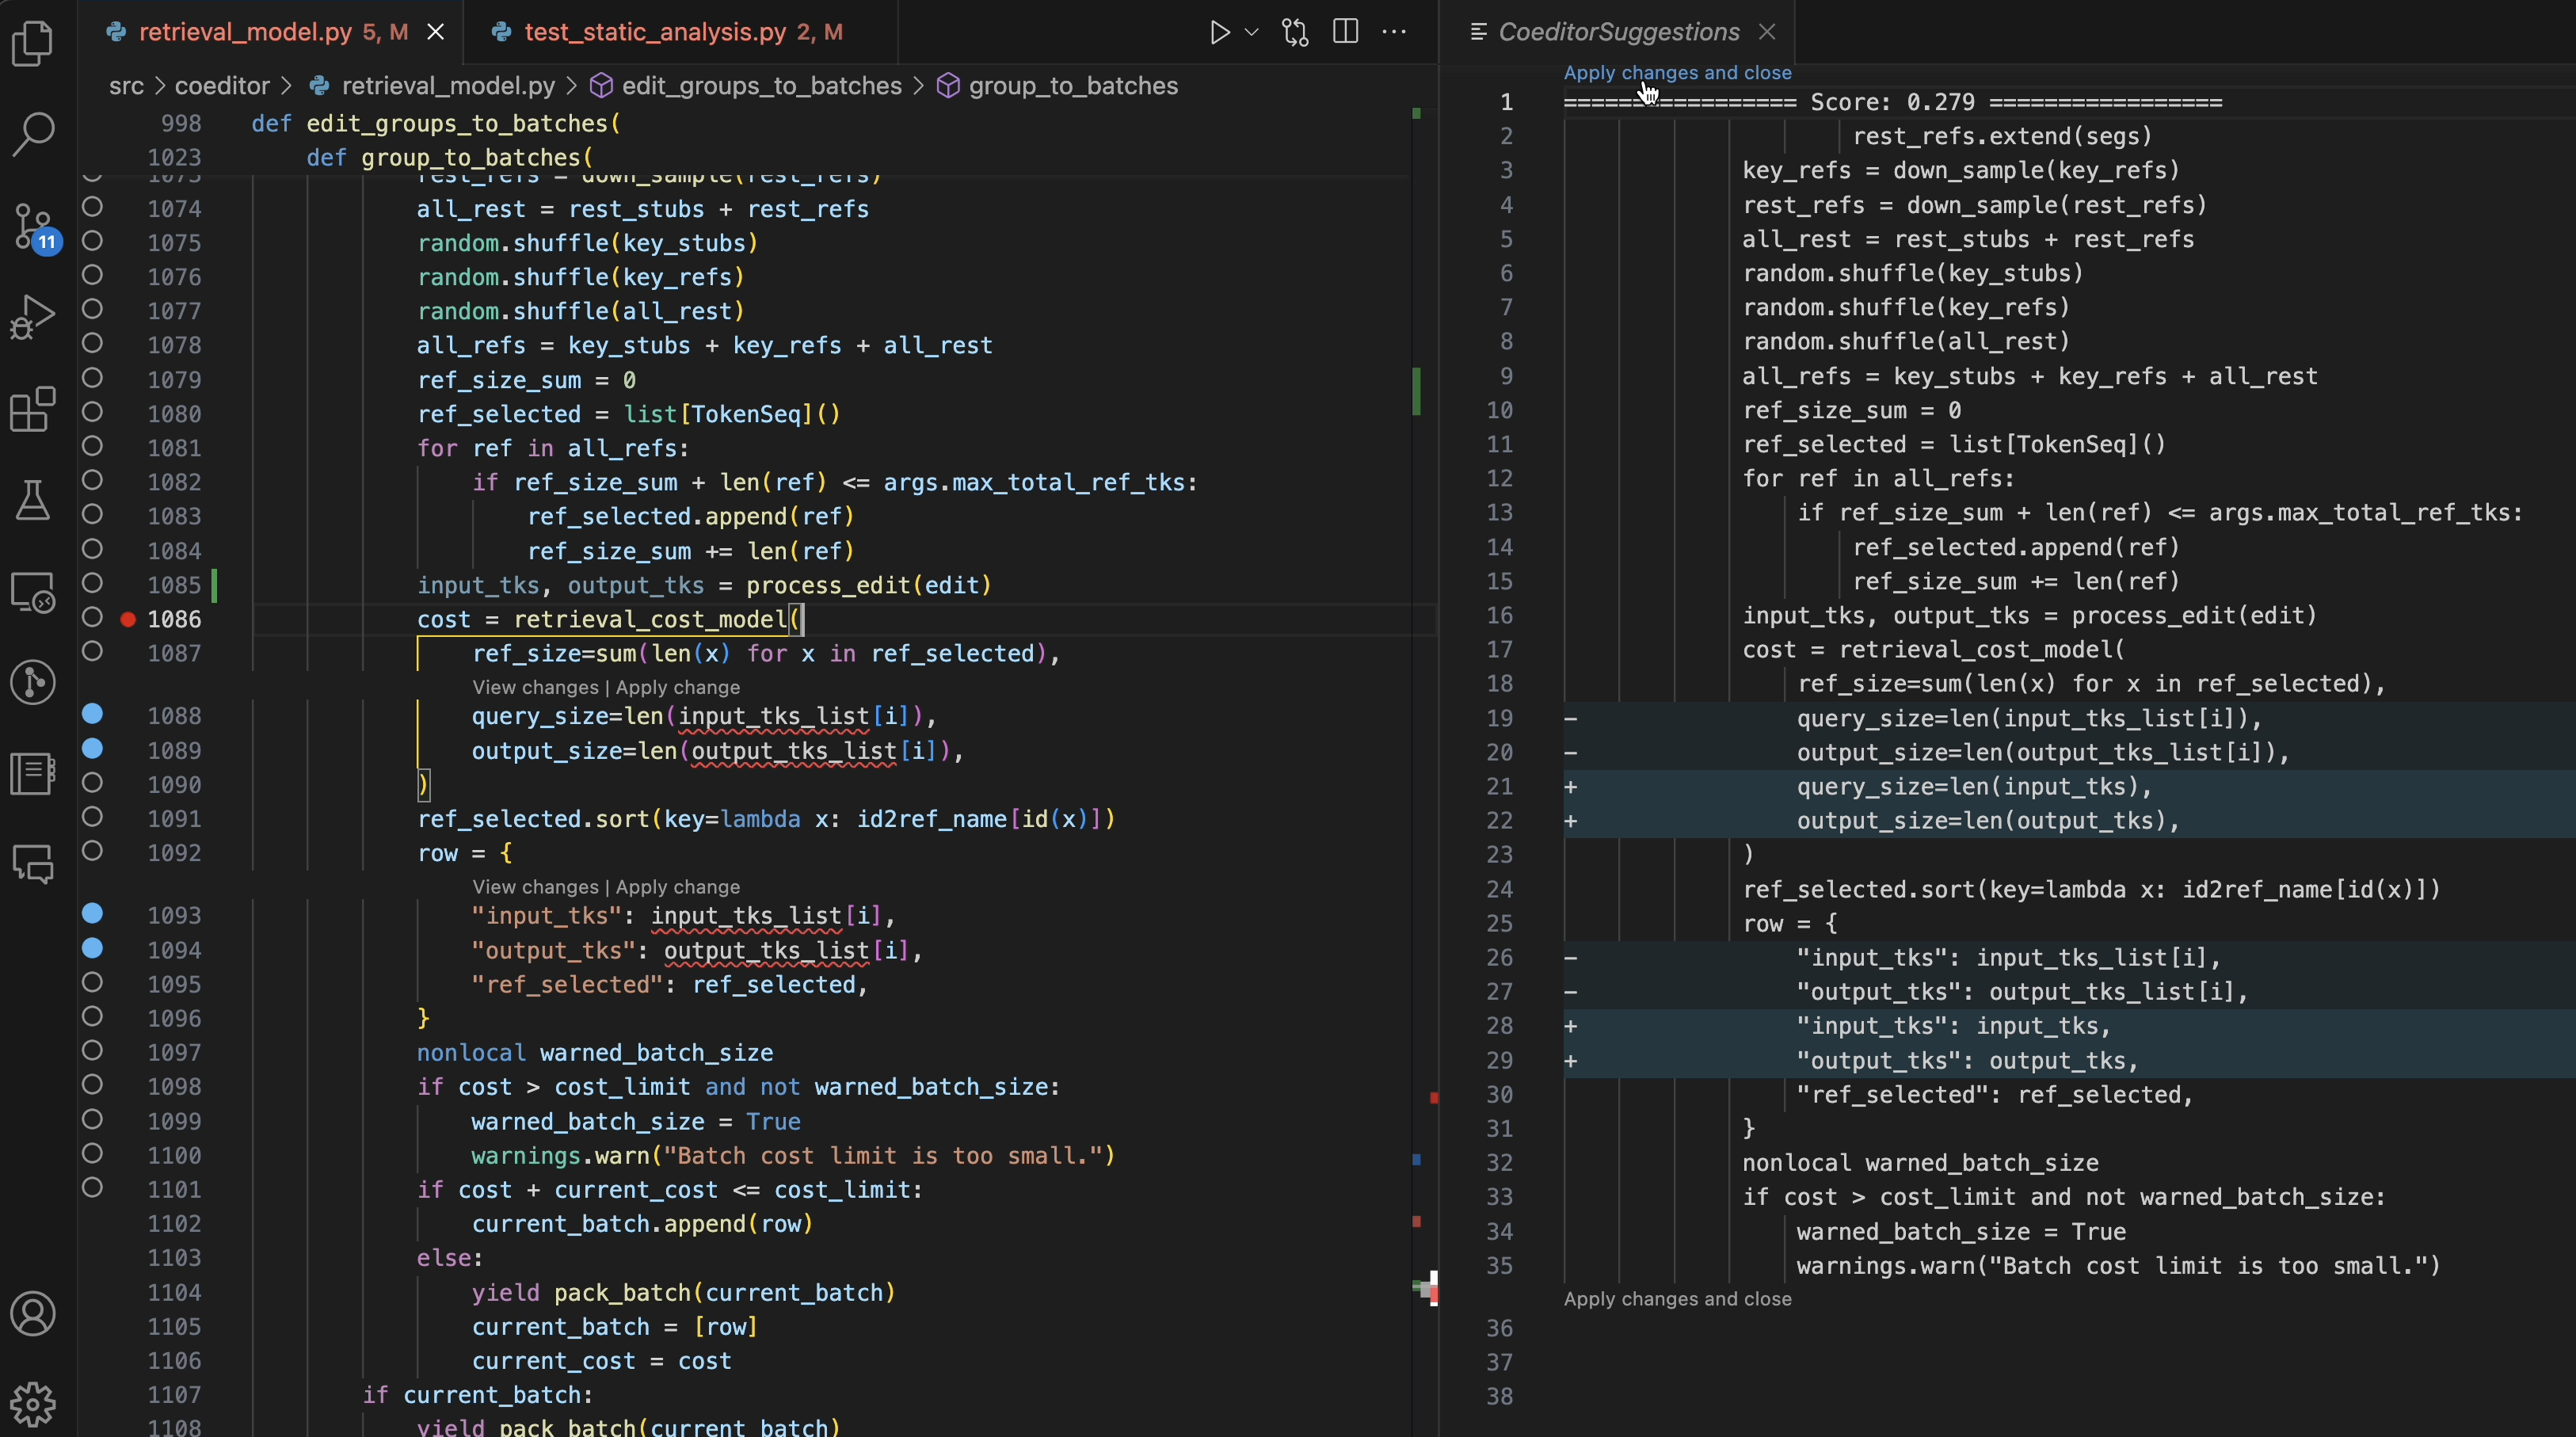 retrieval_model.py 5, M
test_static_analysis.py 2, M
CoeditorSuggestions
src > coeditor > retrieval_model.py > edit_groups_to_batches > group_to_batches
11
998 def edit_groups_to_batches(
1023 def group_to_batches(
1073 rest_refs = down_sample(rest_refs)
1074 all_rest = rest_stubs + rest_refs
1075 random.shuffle(key_stubs)
1076 random.shuffle(key_refs)
1077 random.shuffle(all_rest)
1078 all_refs = key_stubs + key_refs + all_rest
1079 ref_size_sum = 0
1080 ref_selected = list[TokenSeq]()
1081 for ref in all_refs:
1082 if ref_size_sum + len(ref) <= args.max_total_ref_tks:
1083 ref_selected.append(ref)
1084 ref_size_sum += len(ref)
1085 input_tks, output_tks = process_edit(edit)
1086 cost = retrieval_cost_model(
1087 ref_size=sum(len(x) for x in ref_selected),
View changes | Apply change
1088 query_size=len(input_tks_list[i]),
1089 output_size=len(output_tks_list[i]),
1090 )
1091 ref_selected.sort(key=lambda x: id2ref_name[id(x)])
1092 row = {
View changes | Apply change
1093 "input_tks": input_tks_list[i],
1094 "output_tks": output_tks_list[i],
1095 "ref_selected": ref_selected,
1096 }
1097 nonlocal warned_batch_size
1098 if cost > cost_limit and not warned_batch_size:
1099 warned_batch_size = True
1100 warnings.warn("Batch cost limit is too small.")
1101 if cost + current_cost <= cost_limit:
1102 current_batch.append(row)
1103 else:
1104 yield pack_batch(current_batch)
1105 current_batch = [row]
1106 current_cost = cost
1107 if current_batch:
1108 yield pack_batch(current_batch)
Apply changes and close
1 ================= Score: 0.279 =================
2 rest_refs.extend(segs)
3 key_refs = down_sample(key_refs)
4 rest_refs = down_sample(rest_refs)
5 all_rest = rest_stubs + rest_refs
6 random.shuffle(key_stubs)
7 random.shuffle(key_refs)
8 random.shuffle(all_rest)
9 all_refs = key_stubs + key_refs + all_rest
10 ref_size_sum = 0
11 ref_selected = list[TokenSeq]()
12 for ref in all_refs:
13 if ref_size_sum + len(ref) <= args.max_total_ref_tks:
14 ref_selected.append(ref)
15 ref_size_sum += len(ref)
16 input_tks, output_tks = process_edit(edit)
17 cost = retrieval_cost_model(
18 ref_size=sum(len(x) for x in ref_selected),
19 - query_size=len(input_tks_list[i]),
20 - output_size=len(output_tks_list[i]),
21 + query_size=len(input_tks),
22 + output_size=len(output_tks),
23 )
24 ref_selected.sort(key=lambda x: id2ref_name[id(x)])
25 row = {
26 - "input_tks": input_tks_list[i],
27 - "output_tks": output_tks_list[i],
28 + "input_tks": input_tks,
29 + "output_tks": output_tks,
30 "ref_selected": ref_selected,
31 }
32 nonlocal warned_batch_size
33 if cost > cost_limit and not warned_batch_size:
34 warned_batch_size = True
35 warnings.warn("Batch cost limit is too small.")
Apply changes and close
36
37
38